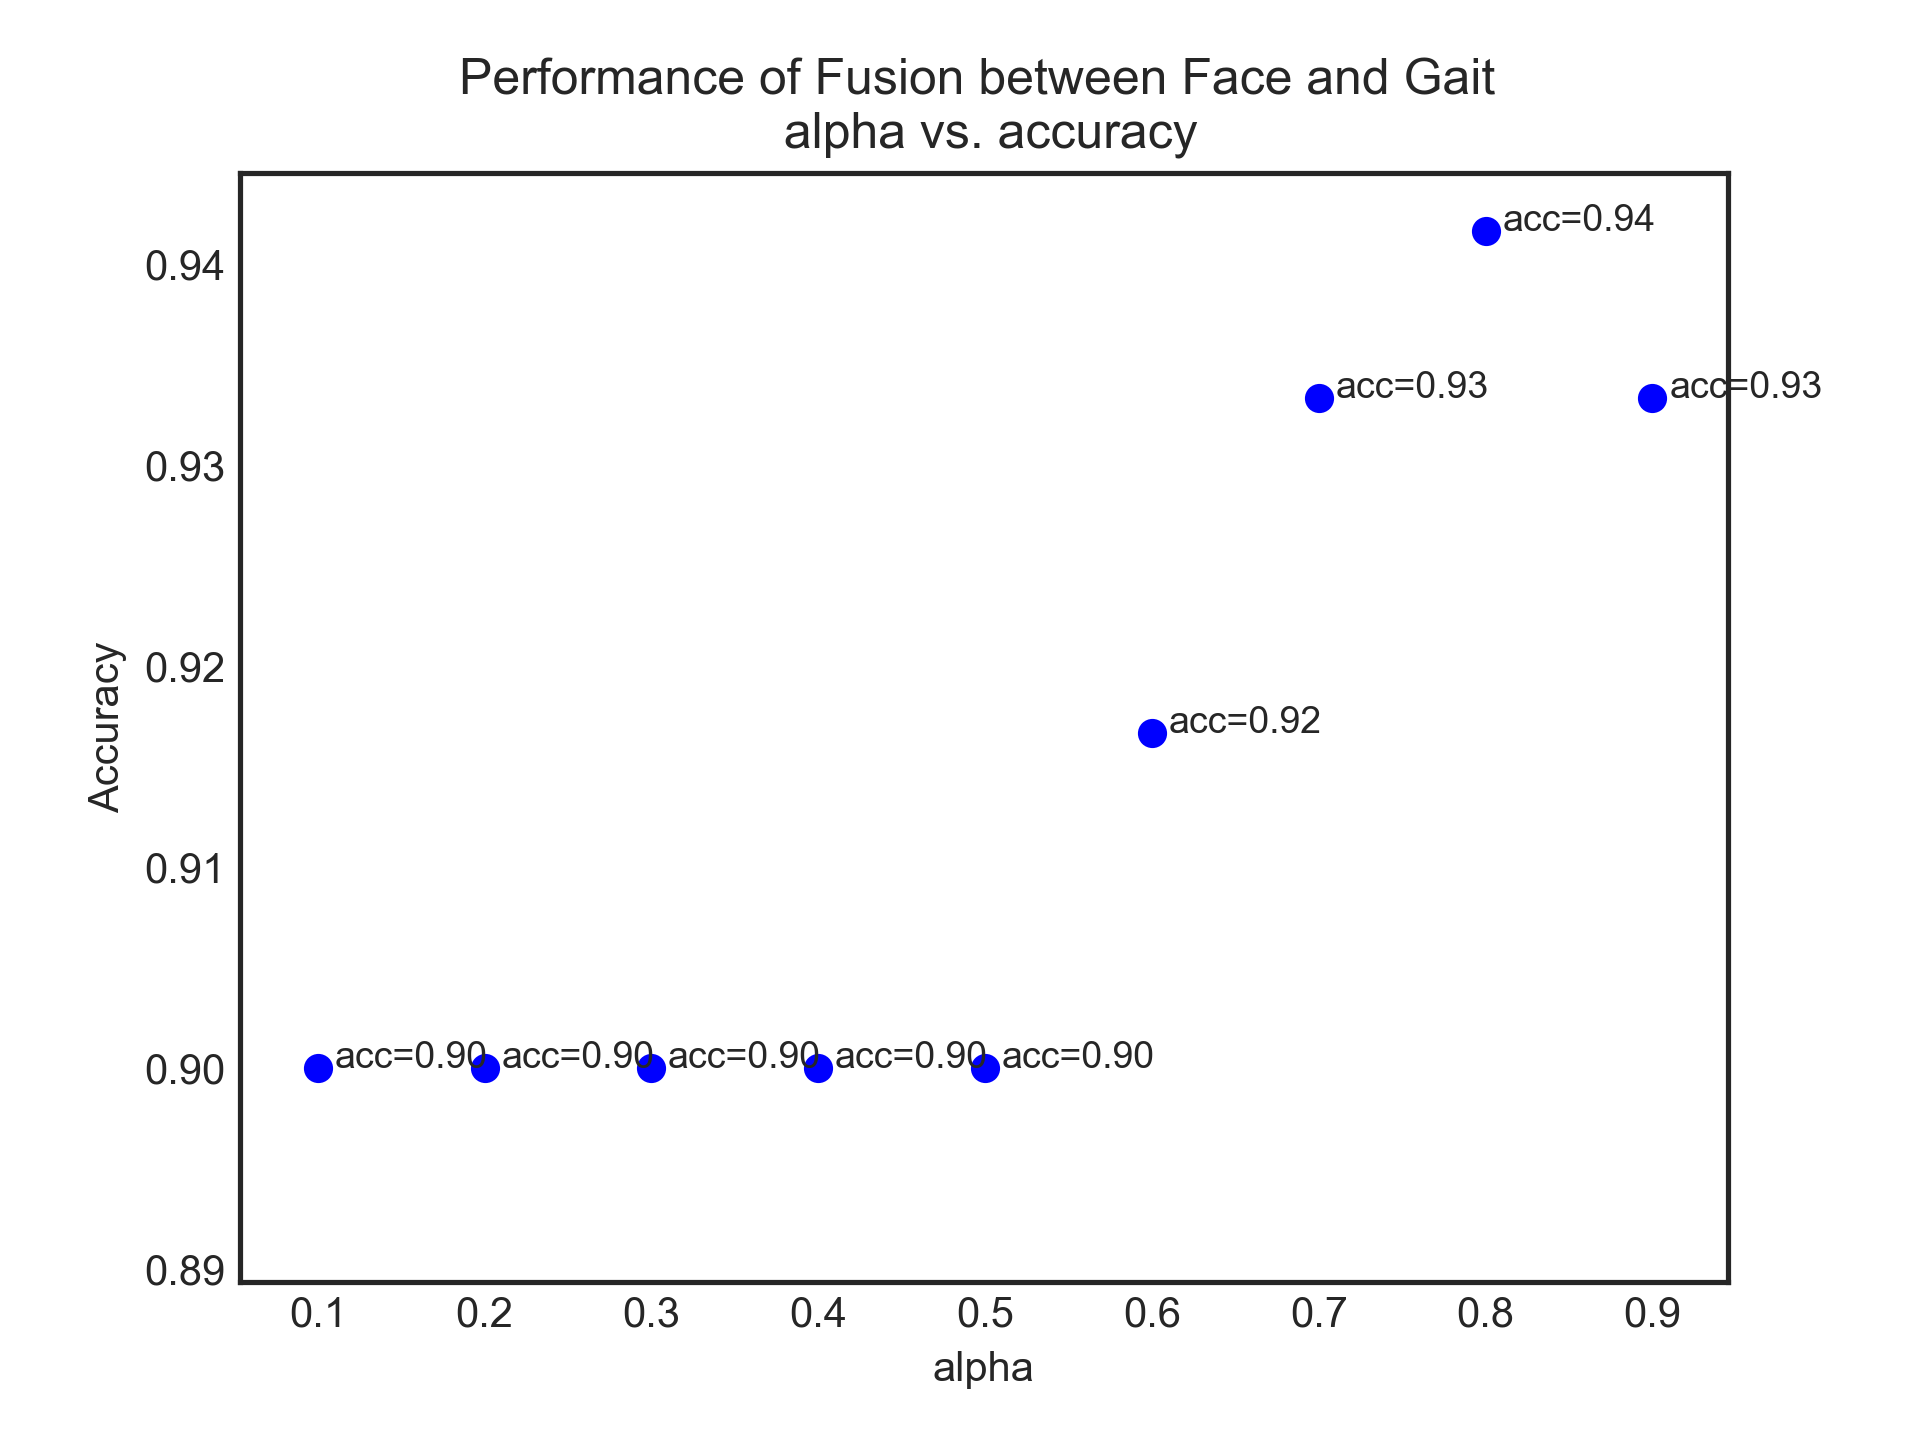 Performance of Fusion between Face and Gait
alpha vs. accuracy
acc=0.94
0.94
acc=0.93
acc=0.93
0.93
0.92
acc=0.92
Accuracy
0.91
0.90
acc=0.90
acc=0.90
acc=0.90
acc=0.90
acc=0.90
0.89
0.1 0.2 0.3 0.4 0.5 0.6 0.7 0.8 0.9
alpha